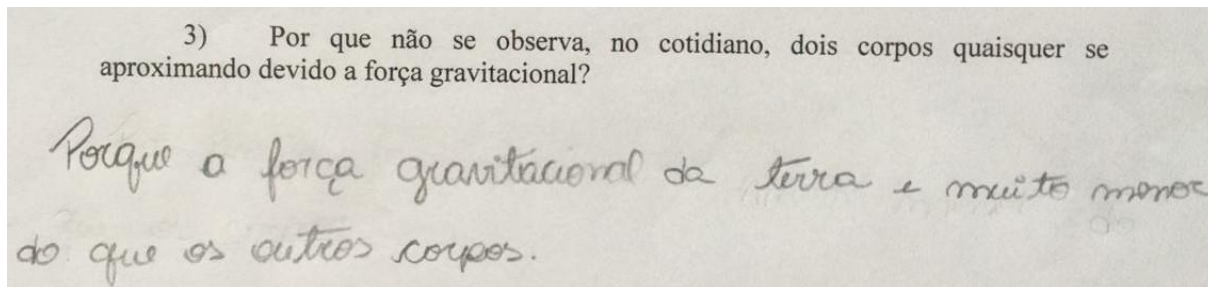 3) Por que não se observa, no cotidiano, dois corpos quaisquer se
aproximando devido a força gravitacional?
Porque a força gravitacional da terra e muito menor
do que os outros corpos.